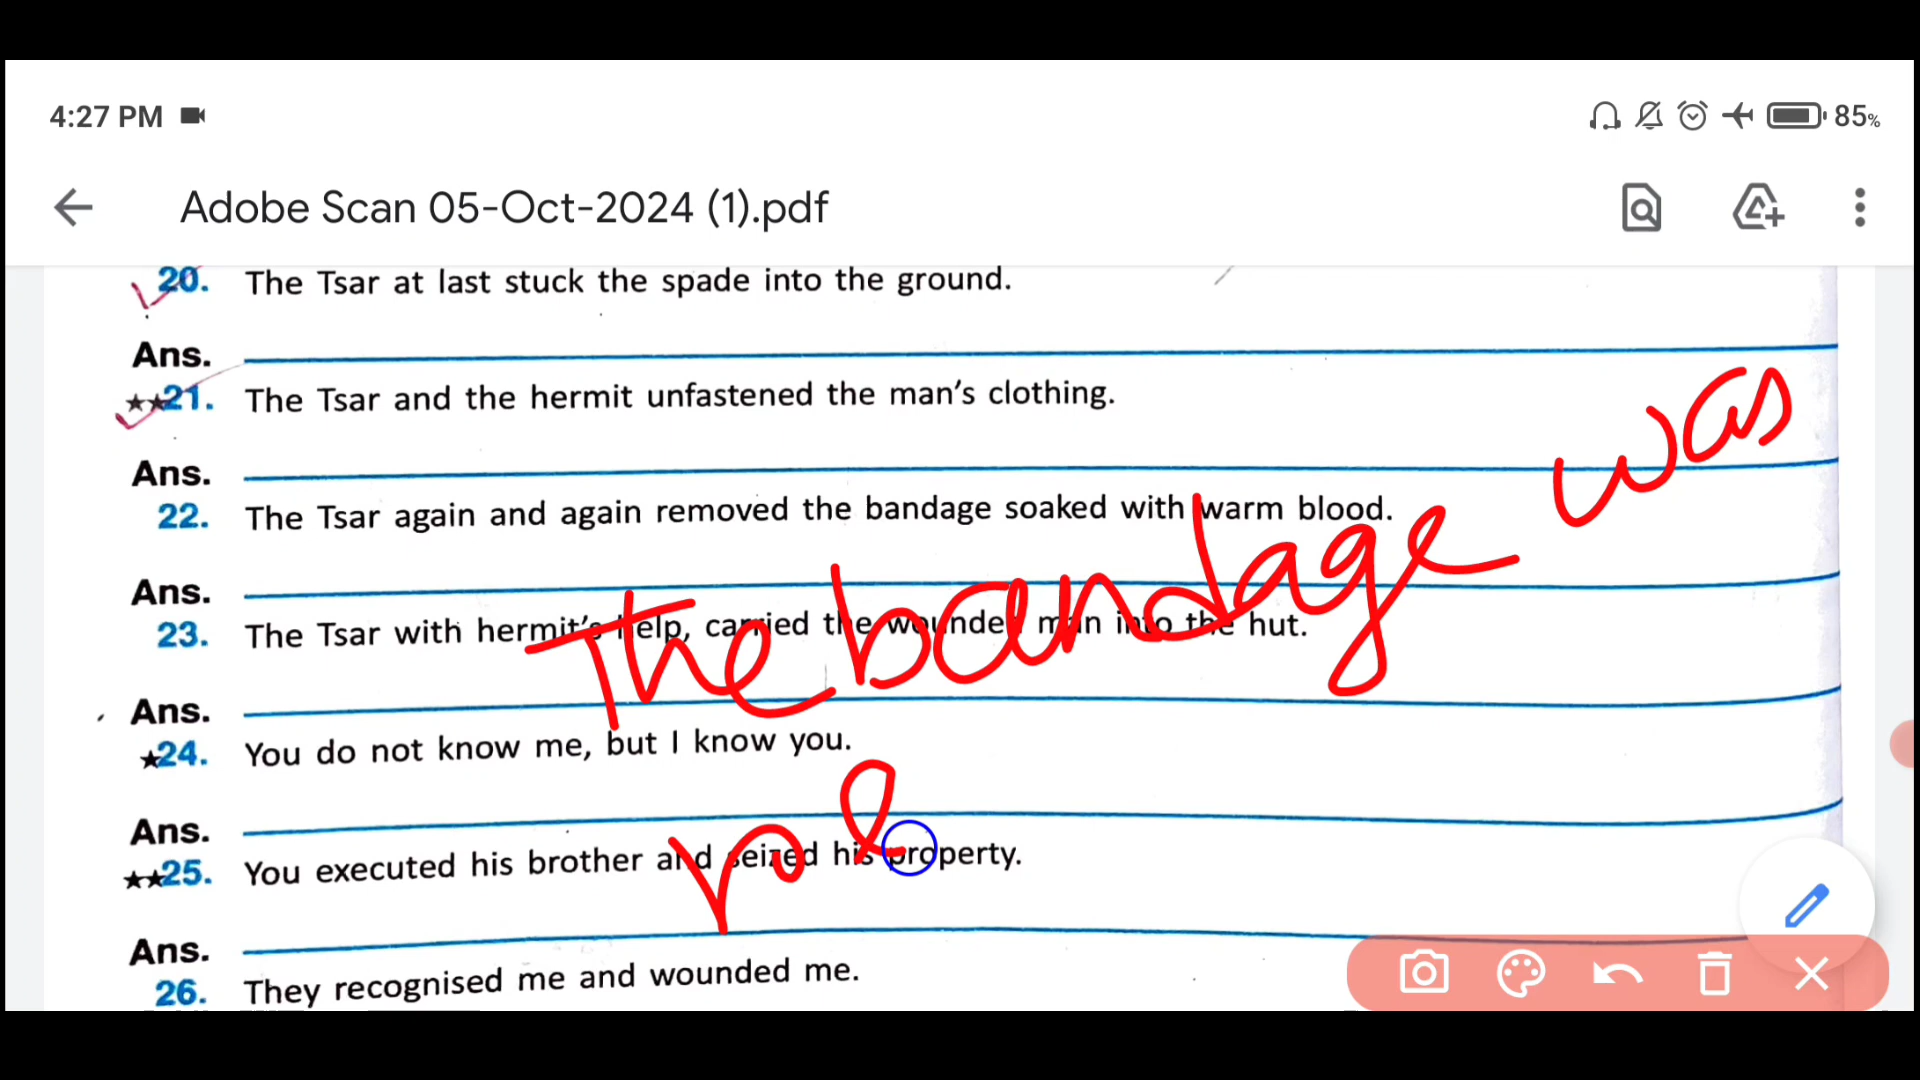 4:27 PM
85%
Adobe Scan 05-Oct-2024 (1).pdf
20. The Tsar at last stuck the spade into the ground.
Ans.
★★21. The Tsar and the hermit unfastened the man's clothing.
Ans.
22. The Tsar again and again removed the bandage soaked with warm blood.
Ans.
23. The Tsar with hermit's help, carried the wounded man into the hut.
The bandage was
Ans.
★24. You do not know me, but I know you.
re
Ans.
★★25. You executed his brother and seized his property.
Ans.
26. They recognised me and wounded me.